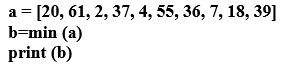 a = [20, 61, 2, 37, 4, 55, 36, 7, 18, 39]
b=min (a)
print (b)